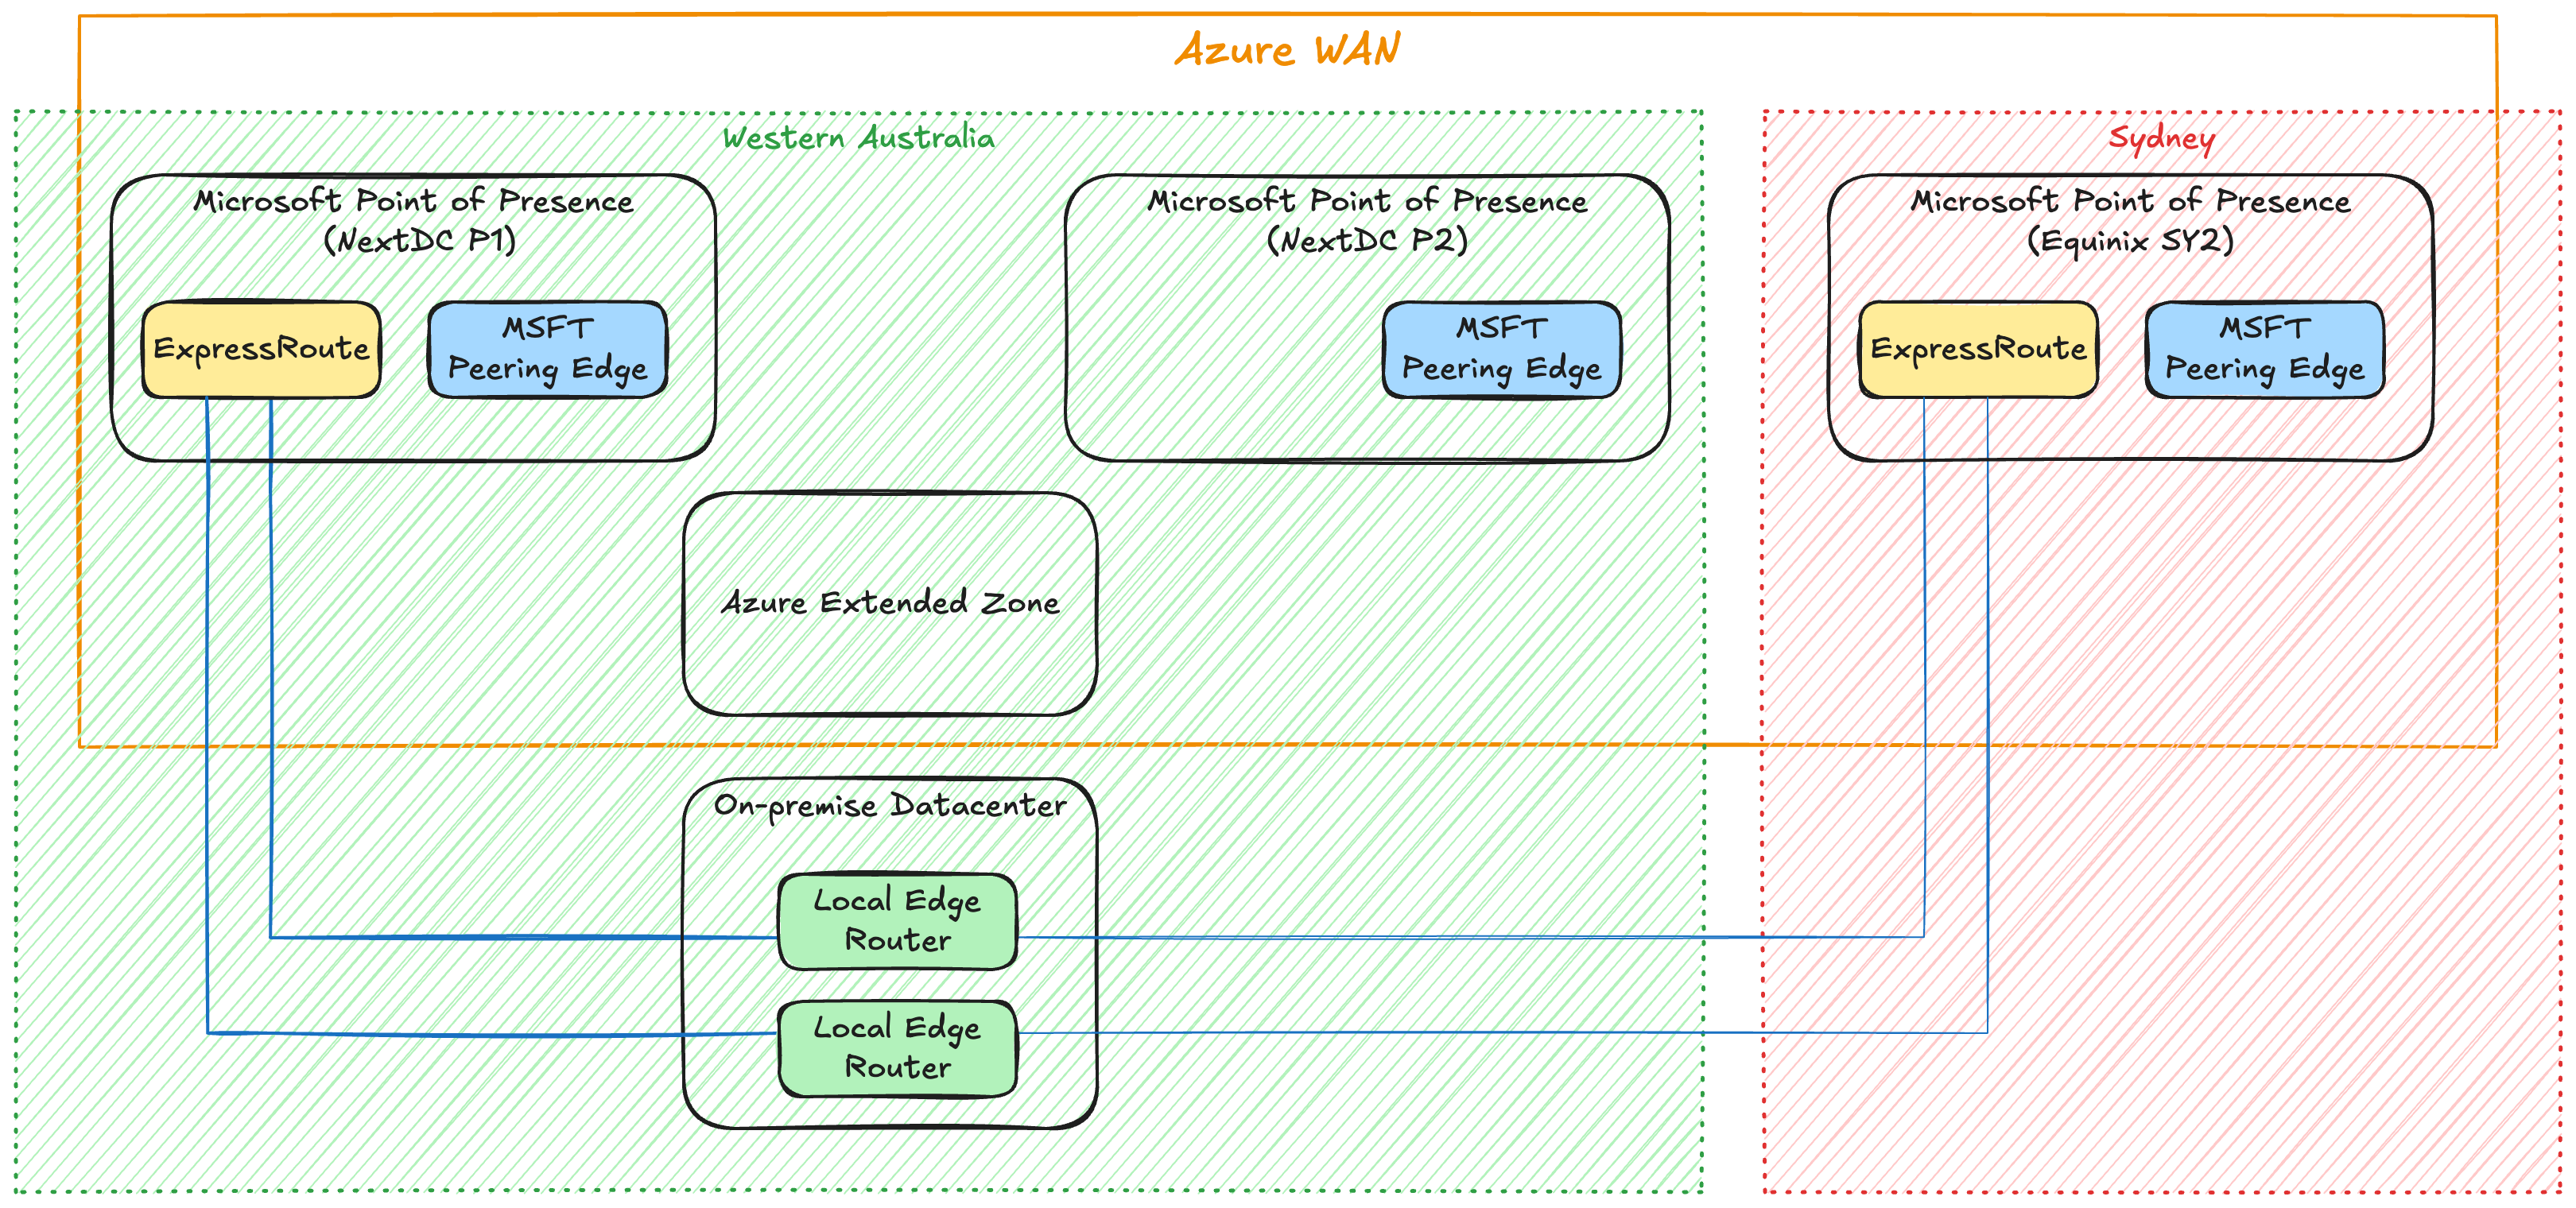 Azure WAN
Western Australia
Sydney
Microsoft Point of Presence
(NextDC P1)
ExpressRoute
MSFT
Peering Edge
Microsoft Point of Presence
(NextDC P2)
MSFT
Peering Edge
Microsoft Point of Presence
(Equinix SY2)
ExpressRoute
MSFT
Peering Edge
Azure Extended Zone
On-premise Datacenter
Local Edge
Router
Local Edge
Router